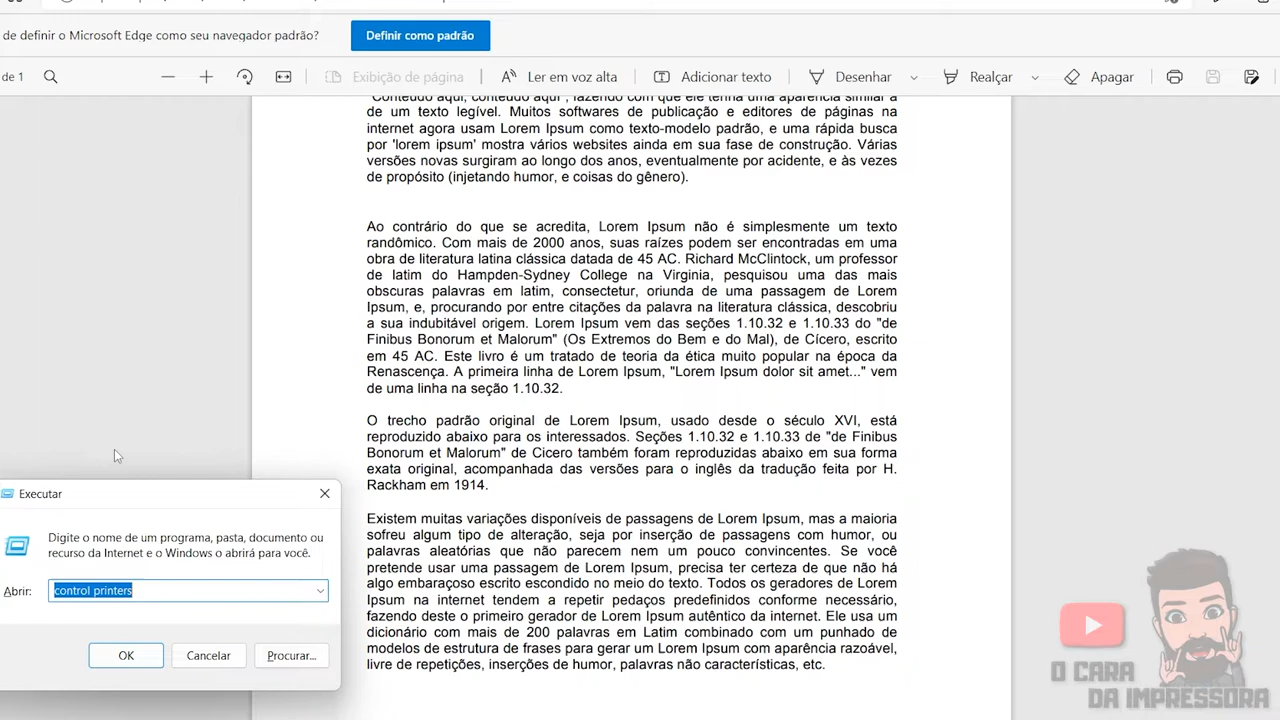 de definir o Microsoft Edge como seu navegador padrão?
Definir como padrão
de 1
Exibição de página
Ler em voz alta
Adicionar texto
Desenhar
Realçar
Apagar
'Conteúdo aqui, conteúdo aqui', fazendo com que ele tenha uma aparência similar a
de um texto legível. Muitos softwares de publicação e editores de páginas na
internet agora usam Lorem Ipsum como texto-modelo padrão, e uma rápida busca
por 'lorem ipsum' mostra vários websites ainda em sua fase de construção. Várias
versões novas surgiram ao longo dos anos, eventualmente por acidente, e às vezes
de propósito (injetando humor, e coisas do gênero).
Ao contrário do que se acredita, Lorem Ipsum não é simplesmente um texto
randômico. Com mais de 2000 anos, suas raízes podem ser encontradas em uma
obra de literatura latina clássica datada de 45 AC. Richard McClintock, um professor
de latim do Hampden-Sydney College na Virginia, pesquisou uma das mais
obscuras palavras em latim, consectetur, oriunda de uma passagem de Lorem
Ipsum, e, procurando por entre citações da palavra na literatura clássica, descobriu
a sua indubitável origem. Lorem Ipsum vem das seções 1.10.32 e 1.10.33 do "de
Finibus Bonorum et Malorum" (Os Extremos do Bem e do Mal), de Cícero, escrito
em 45 AC. Este livro é um tratado de teoria da ética muito popular na época da
Renascença. A primeira linha de Lorem Ipsum, "Lorem Ipsum dolor sit amet..." vem
de uma linha na seção 1.10.32.
O trecho padrão original de Lorem Ipsum, usado desde o século XVI, está
reproduzido abaixo para os interessados. Seções 1.10.32 e 1.10.33 de "de Finibus
Bonorum et Malorum" de Cicero também foram reproduzidas abaixo em sua forma
exata original, acompanhada das versões para o inglês da tradução feita por H.
Rackham em 1914.
Existem muitas variações disponíveis de passagens de Lorem Ipsum, mas a maioria
sofreu algum tipo de alteração, seja por inserção de passagens com humor, ou
palavras aleatórias que não parecem nem um pouco convincentes. Se você
pretende usar uma passagem de Lorem Ipsum, precisa ter certeza de que não há
algo embaraçoso escrito escondido no meio do texto. Todos os geradores de Lorem
Ipsum na internet tendem a repetir pedaços predefinidos conforme necessário,
fazendo deste o primeiro gerador de Lorem Ipsum autêntico da internet. Ele usa um
dicionário com mais de 200 palavras em Latim combinado com um punhado de
modelos de estrutura de frases para gerar um Lorem Ipsum com aparência razoável,
livre de repetições, inserções de humor, palavras não características, etc.
Executar
Digite o nome de um programa, pasta, documento ou
recurso da Internet e o Windows o abrirá para você.
Abrir:
control printers
OK
Cancelar
Procurar...
O CARA
DA IMPRESSORA